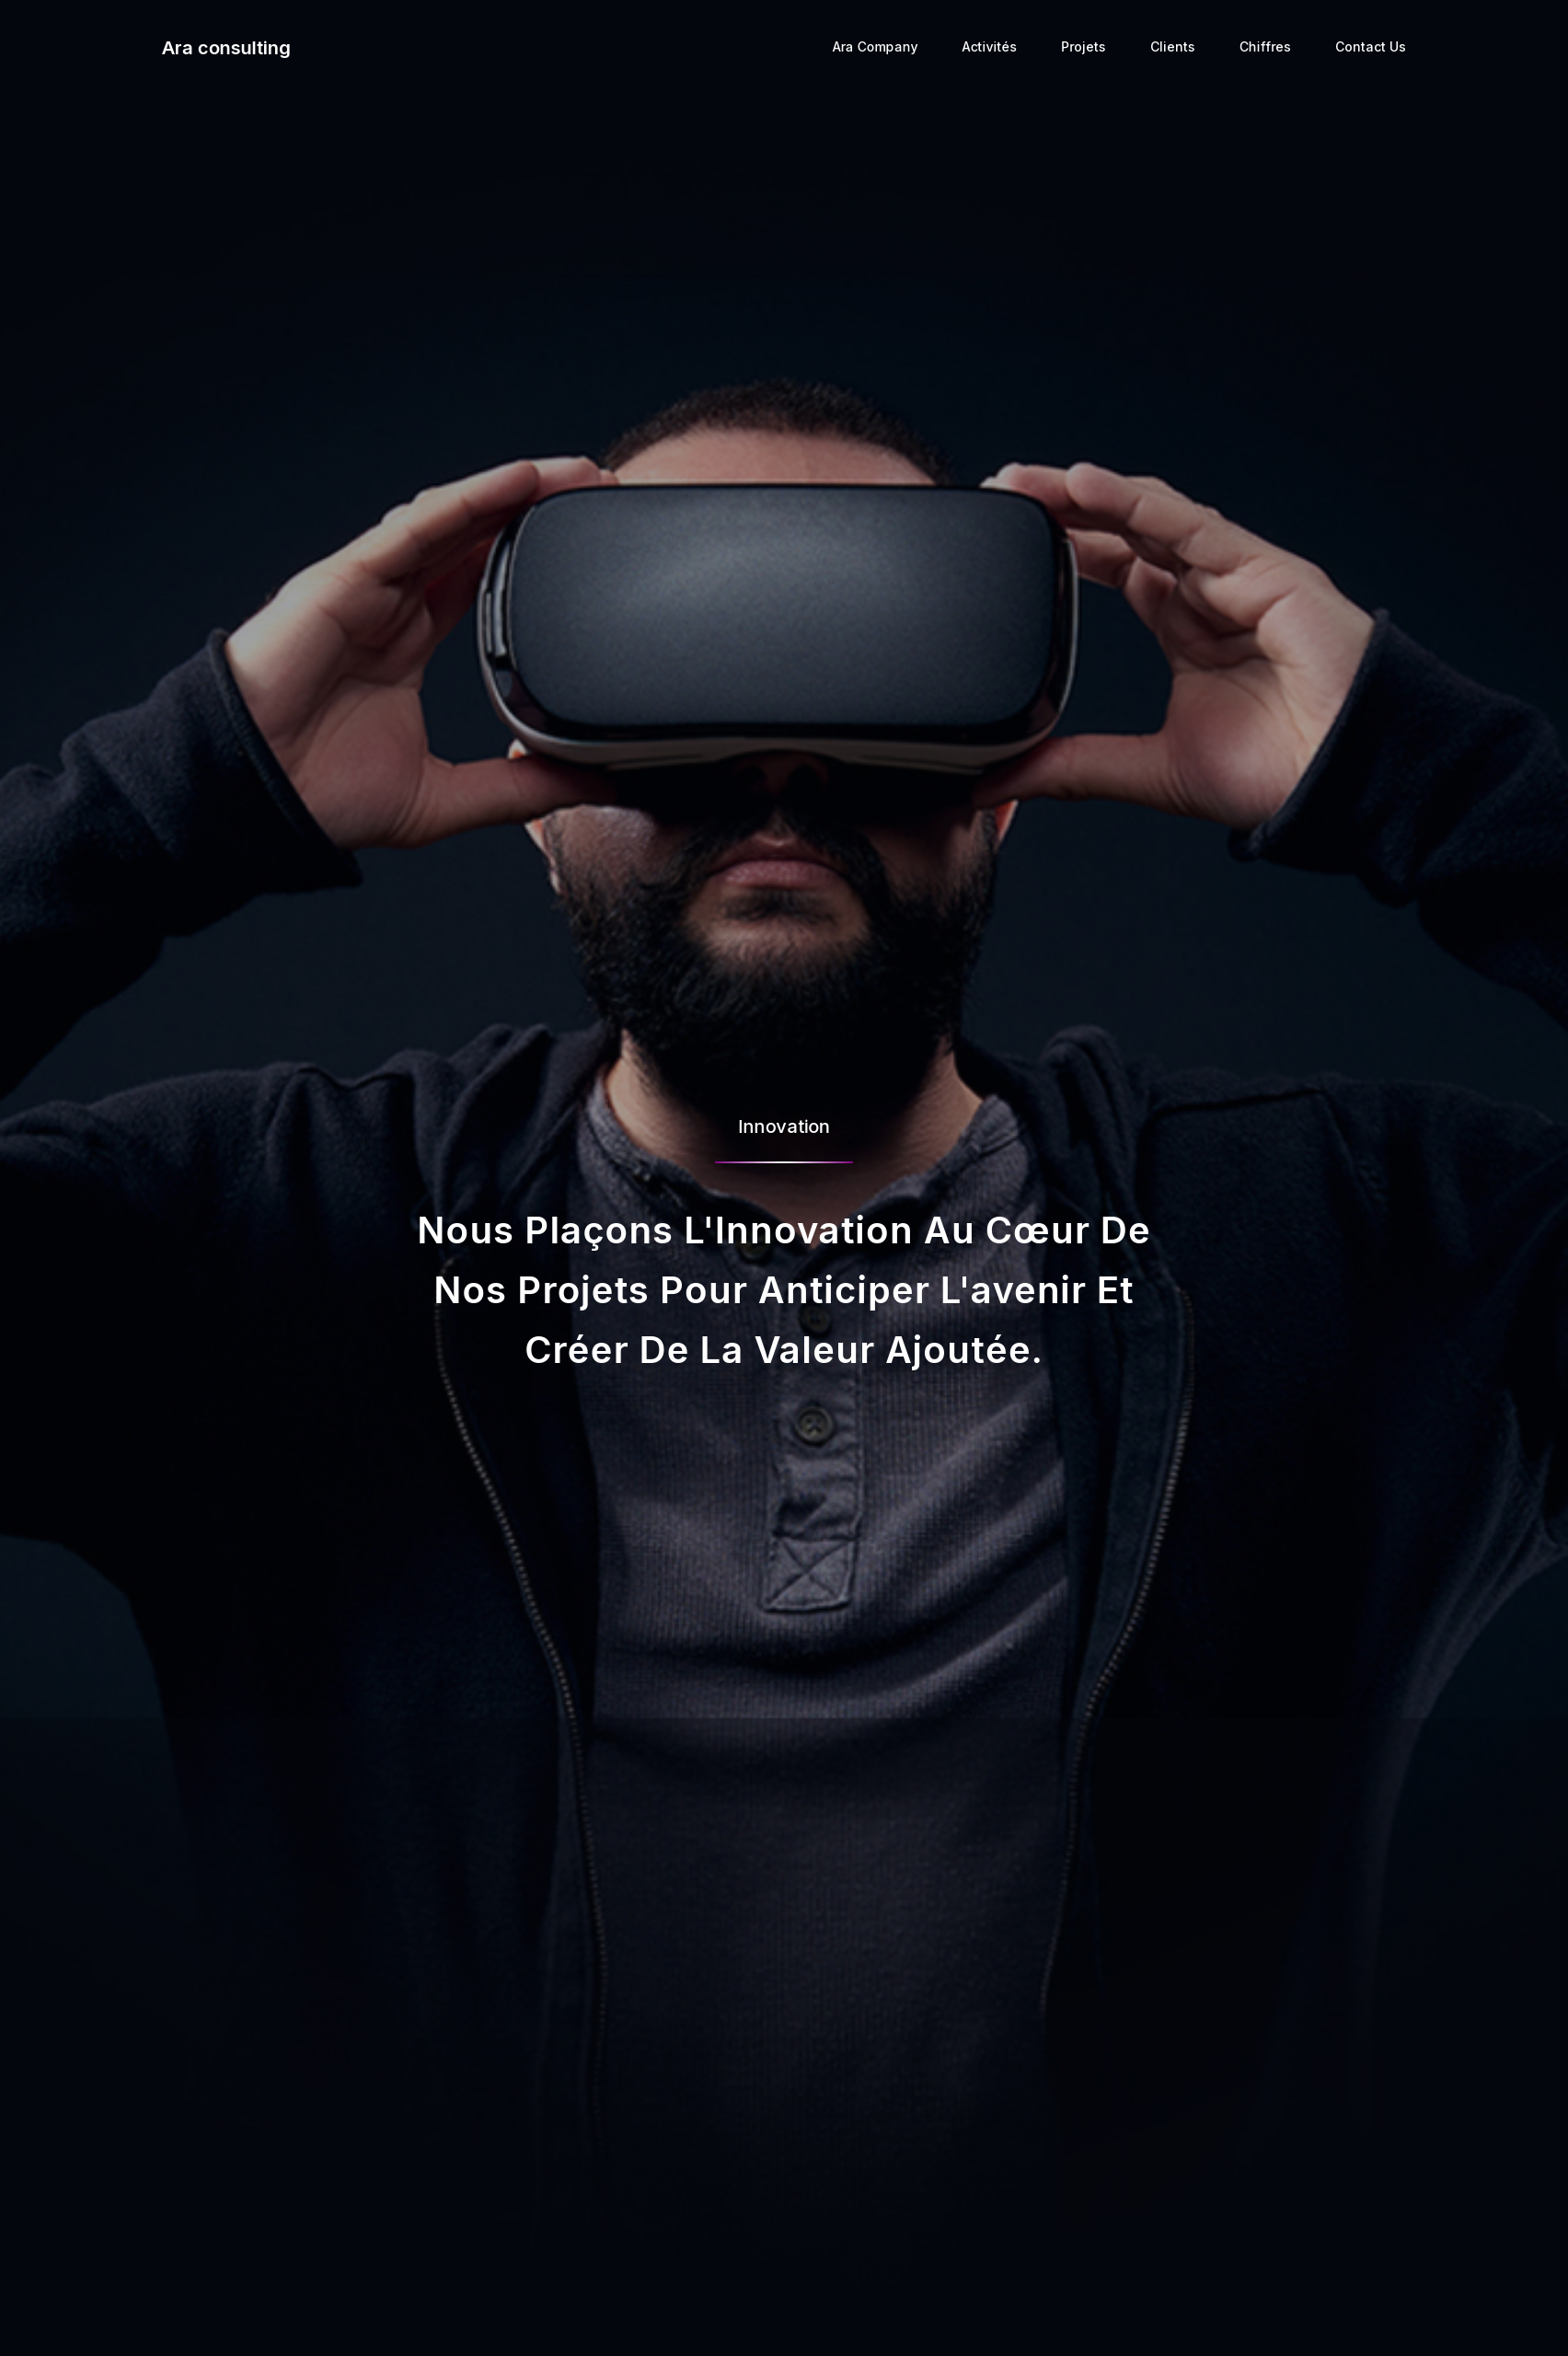 Ara consulting
Ara Company
Activités
Projets
Clients
Chiffres
Contact Us
Innovation
Nous Plaçons L'Innovation Au Cœur De
Nos Projets Pour Anticiper L'avenir Et
Créer De La Valeur Ajoutée.